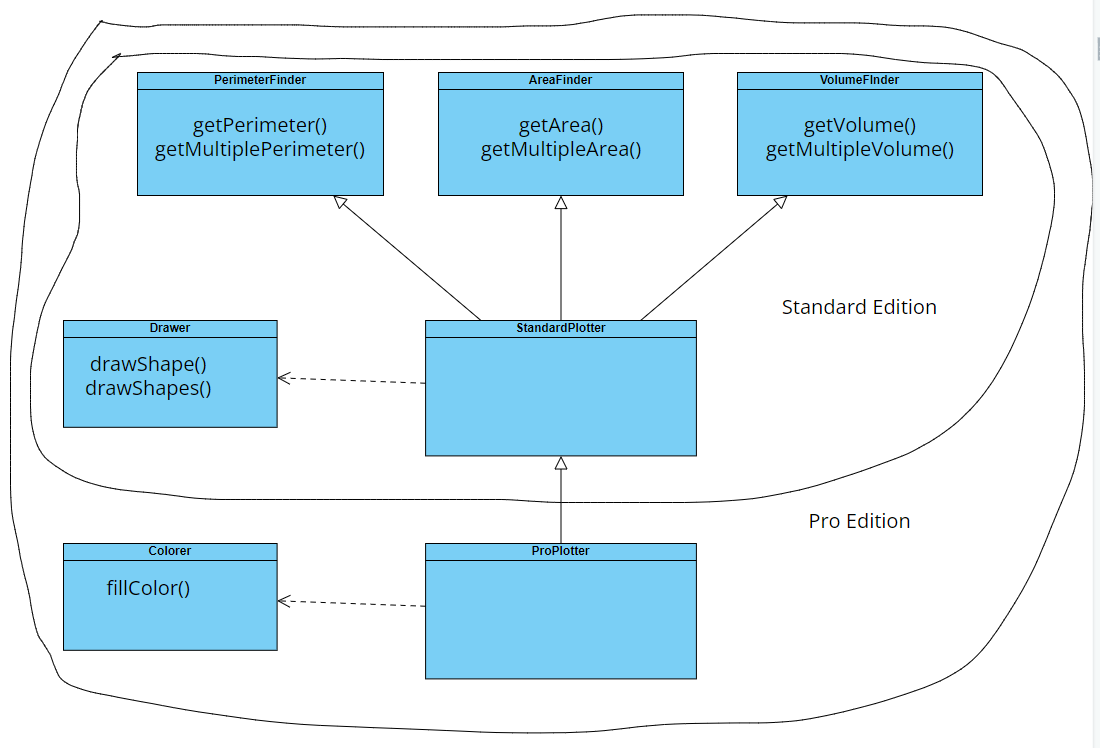 PerimeterFinder
getPerimeter()
getMultiplePerimeter()
AreaFinder
getArea()
getMultipleArea()
VolumeFInder
getVolume()
getMultipleVolume()
Standard Edition
Drawer
drawShape()
drawShapes()
StandardPlotter
Pro Edition
Colorer
fillColor()
ProPlotter